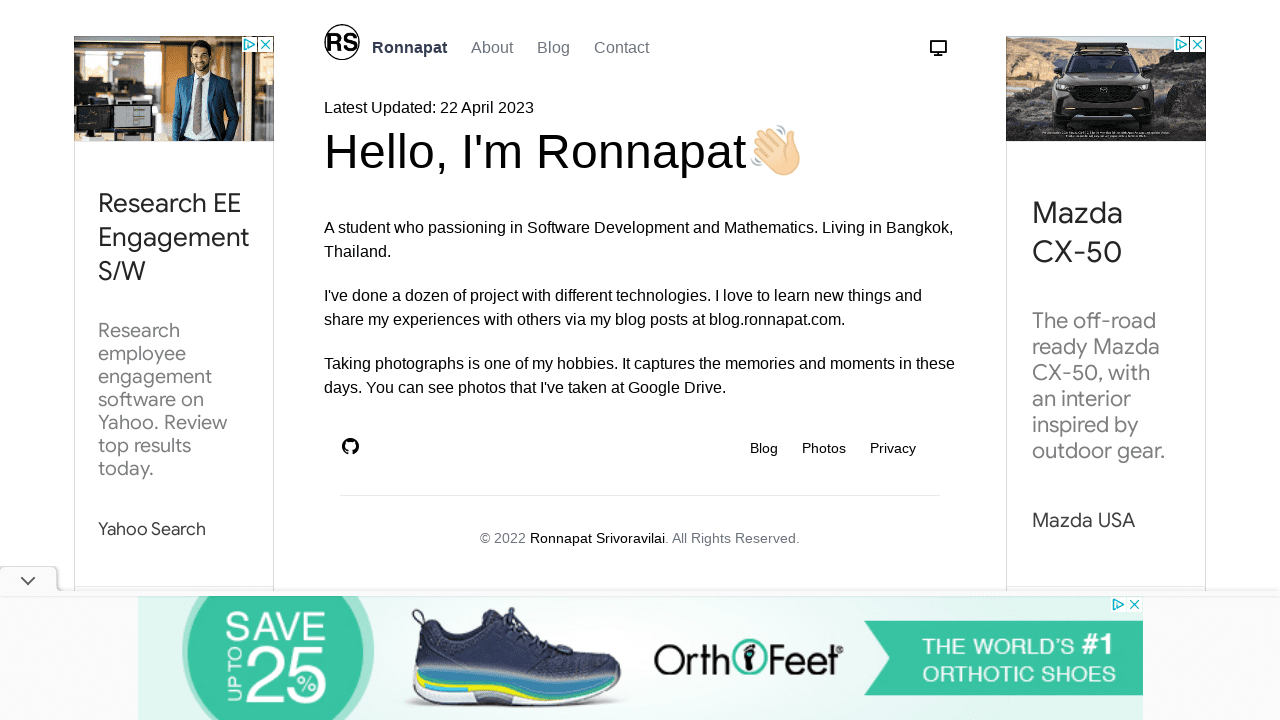 RS
Ronnapat About Blog Contact
Latest Updated: 22 April 2023
Hello, I'm Ronnapat
A student who passioning in Software Development and Mathematics. Living in Bangkok,
Thailand.
I've done a dozen of project with different technologies. I love to learn new things and
share my experiences with others via my blog posts at blog.ronnapat.com.
Taking photographs is one of my hobbies. It captures the memories and moments in these
days. You can see photos that I've taken at Google Drive.
Blog Photos Privacy
© 2022 Ronnapat Srivoravilai. All Rights Reserved.
Research EE
Engagement
S/W
Research
employee
engagement
software on
Yahoo. Review
top results
today.
Yahoo Search
Mazda
CX-50
The off-road
ready Mazda
CX-50, with
an interior
inspired by
outdoor gear.
Mazda USA
SAVE
UP TO
25%
OrthoFeet®
THE WORLD'S #1
ORTHOTIC SHOES